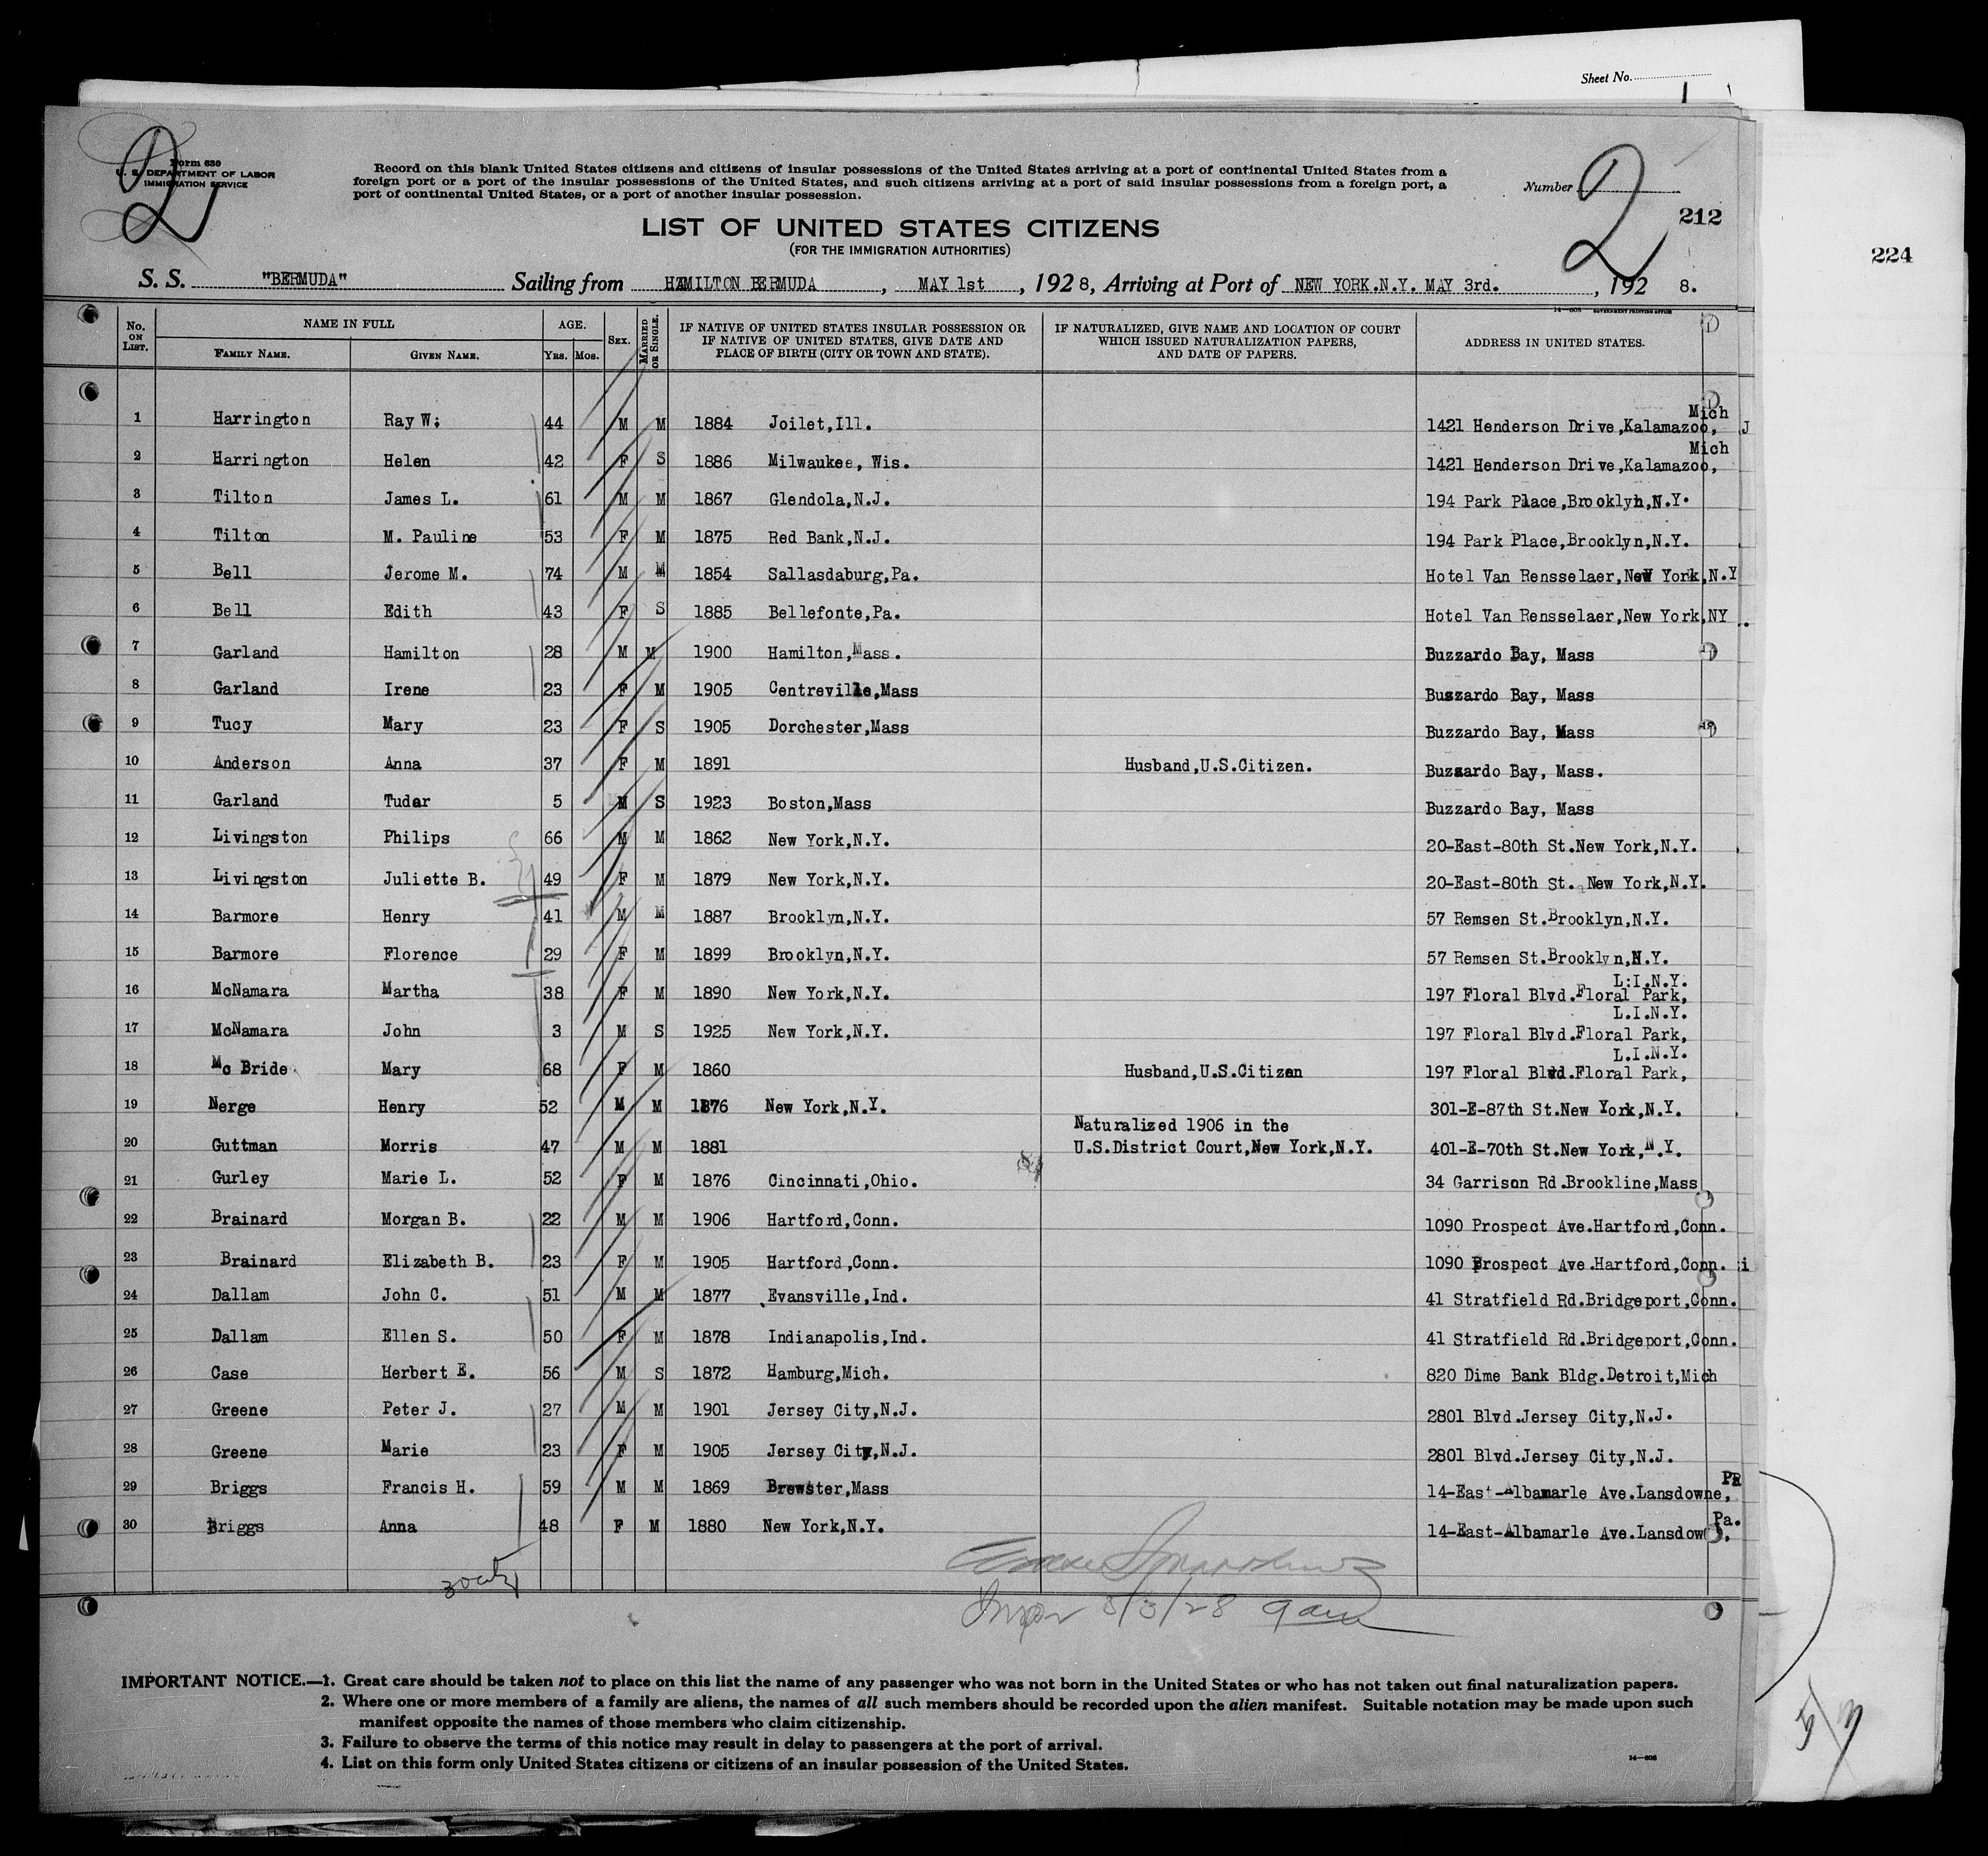 Sheet No.
Form 630
U. S. DEPARTMENT OF LABOR
IMMIGRATION SERVICE
Record on this blank United States citizens and citizens of insular possessions of the United States arriving at a port of continental United States from a
foreign port or a port of the insular possessions of the United States, and such citizens arriving at a port of said insular possessions from a foreign port, a
port of continental United States, or a port of another insular possession.
Number
2
2
212
224
LIST OF UNITED STATES CITIZENS
(FOR THE IMMIGRATION AUTHORITIES)
S. S. "BERMUDA" Sailing from HAMILTON BERMUDA, MAY 1st, 1928, Arriving at Port of NEW YORK.N.Y. MAY 3rd., 1928.
14—608 GOVERNMENT PRINTING OFFICE
No. ON LIST. NAME IN FULL FAMILY NAME. GIVEN NAME. AGE. YRS. MOS. SEX. MARRIED OR SINGLE. IF NATIVE OF UNITED STATES INSULAR POSSESSION OR IF NATIVE OF UNITED STATES, GIVE DATE AND PLACE OF BIRTH (CITY OR TOWN AND STATE). IF NATURALIZED, GIVE NAME AND LOCATION OF COURT WHICH ISSUED NATURALIZATION PAPERS, AND DATE OF PAPERS. ADDRESS IN UNITED STATES.
1 Harrington Ray W; 44 M M 1884 Joilet,Ill. 1421 Henderson Drive,Kalamazoo, Mich
2 Harrington Helen 42 F S 1886 Milwaukee, Wis. 1421 Henderson Drive,Kalamazoo, Mich
3 Tilton James L. 61 M M 1867 Glendola,N.J. 194 Park Place,Brooklyn,N.Y.
4 Tilton M. Pauline 53 F M 1875 Red Bank,N.J. 194 Park Place,Brooklyn,N.Y.
5 Bell Jerome M. 74 M M 1854 Sallasdaburg,Pa. Hotel Van Rensselaer,New York,N.Y
6 Bell Edith 43 F S 1885 Bellefonte,Pa. Hotel Van Rensselaer,New York,NY
7 Garland Hamilton 28 M M 1900 Hamilton,Mass. Buzzardo Bay, Mass
8 Garland Irene 23 F M 1905 Centreville,Mass Buszardo Bay, Mass
9 Tucy Mary 23 F S 1905 Dorchester,Mass Buzzardo Bay, Mass
10 Anderson Anna 37 F M 1891 Husband,U.S.Citizen. Buzzardo Bay, Mass.
11 Garland Tudar 5 M S 1923 Boston,Mass Buzzardo Bay, Mass
12 Livingston Philips 66 M M 1862 New York,N.Y. 20-East-80th St.New York,N.Y.
13 Livingston Juliette B. 49 F M 1879 New York,N.Y. 20-East-80th St. New York,N.Y.
14 Barmore Henry 41 M M 1887 Brooklyn,N.Y. 57 Remsen St.Brooklyn,N.Y.
15 Barmore Florence 29 F M 1899 Brooklyn,N.Y. 57 Remsen St.Brooklyn,N.Y.
16 McNamara Martha 38 F M 1890 New York,N.Y. 197 Floral Blvd.Floral Park, L:I.N.Y.
17 McNamara John 3 M S 1925 New York,N.Y. 197 Floral Blvd.Floral Park, L.I.N.Y.
18 Mc Bride Mary 68 F M 1860 Husband,U.S.Citizen 197 Floral Blvd.Floral Park, L.I.N.Y.
19 Nerge Henry 52 M M 1876 New York,N.Y. 301-E-87th St.New York,N.Y.
20 Guttman Morris 47 M M 1881 Naturalized 1906 in the U.S.District Court,New York,N.Y. 401-E-70th St.New York,N.Y.
21 Gurley Marie L. 52 F M 1876 Cincinnati,Ohio. 34 Garrison Rd.Brookline,Mass
22 Brainard Morgan B. 22 M M 1906 Hartford,Conn. 1090 Prospect Ave.Hartford,Conn.
23 Brainard Elizabeth B. 23 F M 1905 Hartford,Conn. 1090 Prospect Ave.Hartford,Conn.
24 Dallam John C. 51 M M 1877 Evansville,Ind. 41 Stratfield Rd.Bridgeport,Conn.
25 Dallam Ellen S. 50 F M 1878 Indianapolis,Ind. 41 Stratfield Rd.Bridgeport,Conn.
26 Case Herbert E. 56 M S 1872 Hamburg,Mich. 820 Dime Bank Bldg.Detroit,Mich
27 Greene Peter J. 27 M M 1901 Jersey City,N.J. 2801 Blvd.Jersey City,N.J.
28 Greene Marie 23 F M 1905 Jersey City,N.J. 2801 Blvd.Jersey City,N.J.
29 Briggs Francis H. 59 M M 1869 Brewster,Mass 14-East-Albamarle Ave.Lansdowne, PA
30 Briggs Anna 48 F M 1880 New York,N.Y. 14-East-Albamarle Ave.Lansdown, Pa.
5/3/28 9 am
IMPORTANT NOTICE.—1. Great care should be taken not to place on this list the name of any passenger who was not born in the United States or who has not taken out final naturalization papers.
2. Where one or more members of a family are aliens, the names of all such members should be recorded upon the alien manifest. Suitable notation may be made upon such
manifest opposite the names of those members who claim citizenship.
3. Failure to observe the terms of this notice may result in delay to passengers at the port of arrival.
4. List on this form only United States citizens or citizens of an insular possession of the United States.
14—608